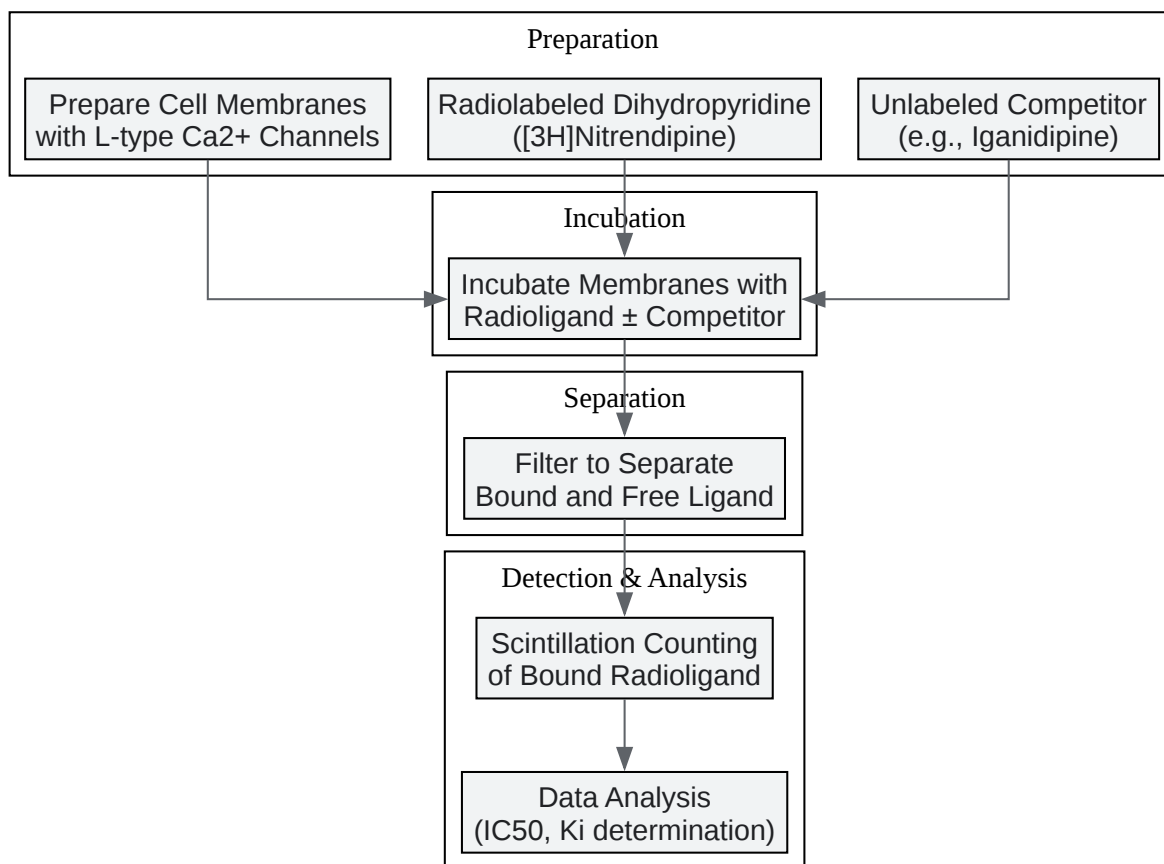 Preparation
Prepare Cell Membranes
with L-type Ca2+ Channels
Radiolabeled Dihydropyridine
([3H]Nitrendipine)
Unlabeled Competitor
(e.g., Iganidipine)
Incubation
Incubate Membranes with
Radioligand ± Competitor
Separation
Filter to Separate
Bound and Free Ligand
Detection & Analysis
Scintillation Counting
of Bound Radioligand
Data Analysis
(IC50, Ki determination)